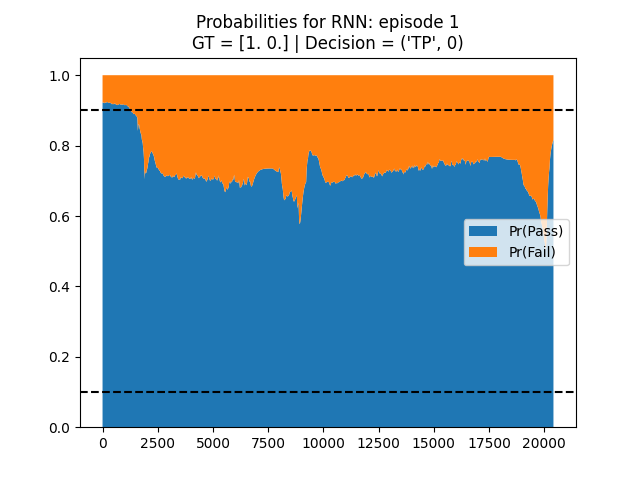 Probabilities for RNN: episode 1
GT = [1. 0.] | Decision = ('TP', 0)
1.0
0.8
0.6
0.4
0.2
0.0
Pr(Pass)
Pr(Fail)
0 2500 5000 7500 10000 12500 15000 17500 20000